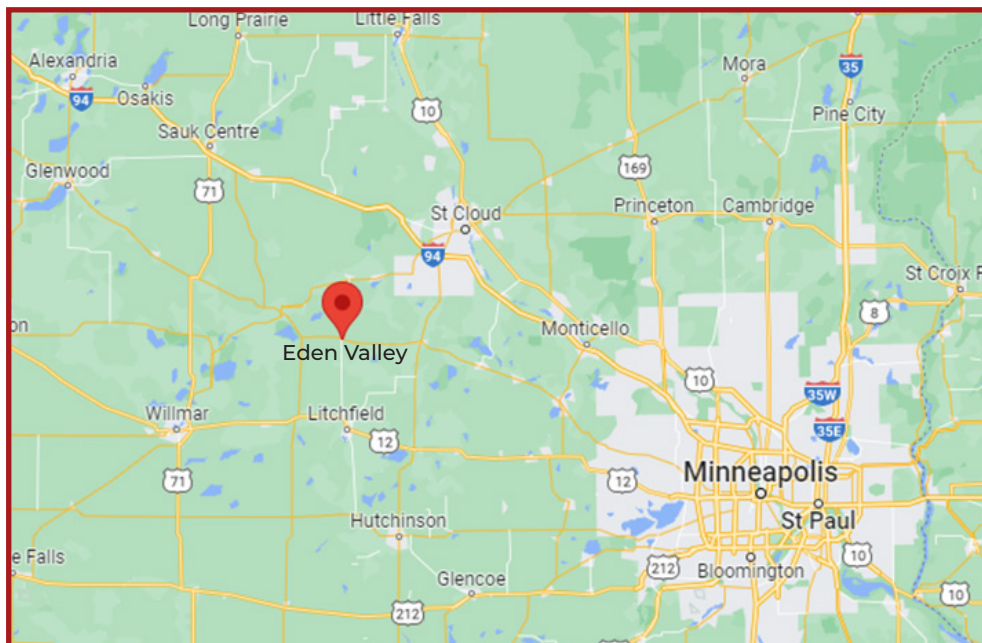 Long Prairie
Little Falls
Alexandria
Mora
35
94
Osakis
10
Pine City
Sauk Centre
Glenwood
71
169
St Cloud
Princeton
Cambridge
94
St Croix F
on
8
Monticello
Eden Valley
10
35W
Willmar
Litchfield
35E
12
Minneapolis
71
12
St Paul
Hutchinson
e Falls
10
Bloomington
212
Glencoe
10
212